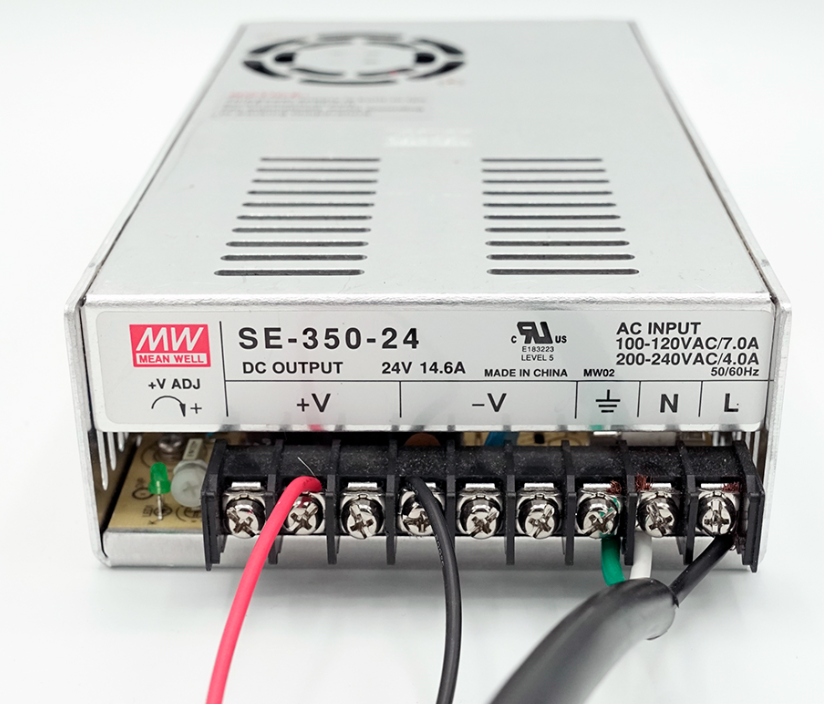 MW
MEAN WELL
SE-350-24
DC OUTPUT 24V 14.6A
c RU US
E183223
LEVEL 5
MADE IN CHINA MW02
AC INPUT
100-120VAC/7.0A
200-240VAC/4.0A
50/60Hz
+V ADJ
+
+V -V N L